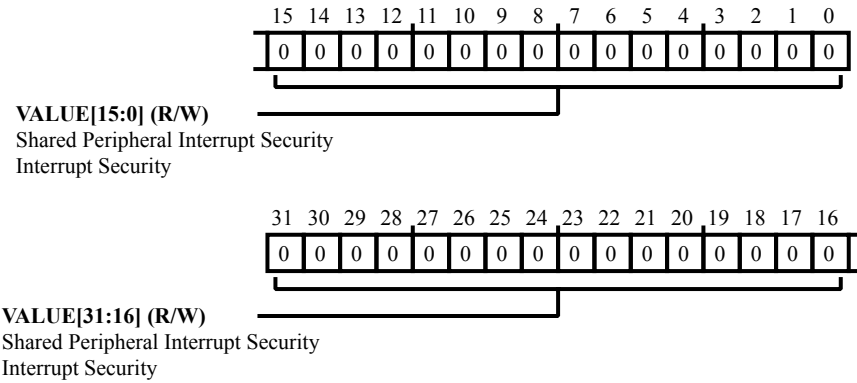 15 14 13 12 11 10 9 8 7 6 5 4 3 2 1 0
0 0 0 0 0 0 0 0 0 0 0 0 0 0 0 0
VALUE[15:0] (R/W)
Shared Peripheral Interrupt Security
Interrupt Security
31 30 29 28 27 26 25 24 23 22 21 20 19 18 17 16
0 0 0 0 0 0 0 0 0 0 0 0 0 0 0 0
VALUE[31:16] (R/W)
Shared Peripheral Interrupt Security
Interrupt Security